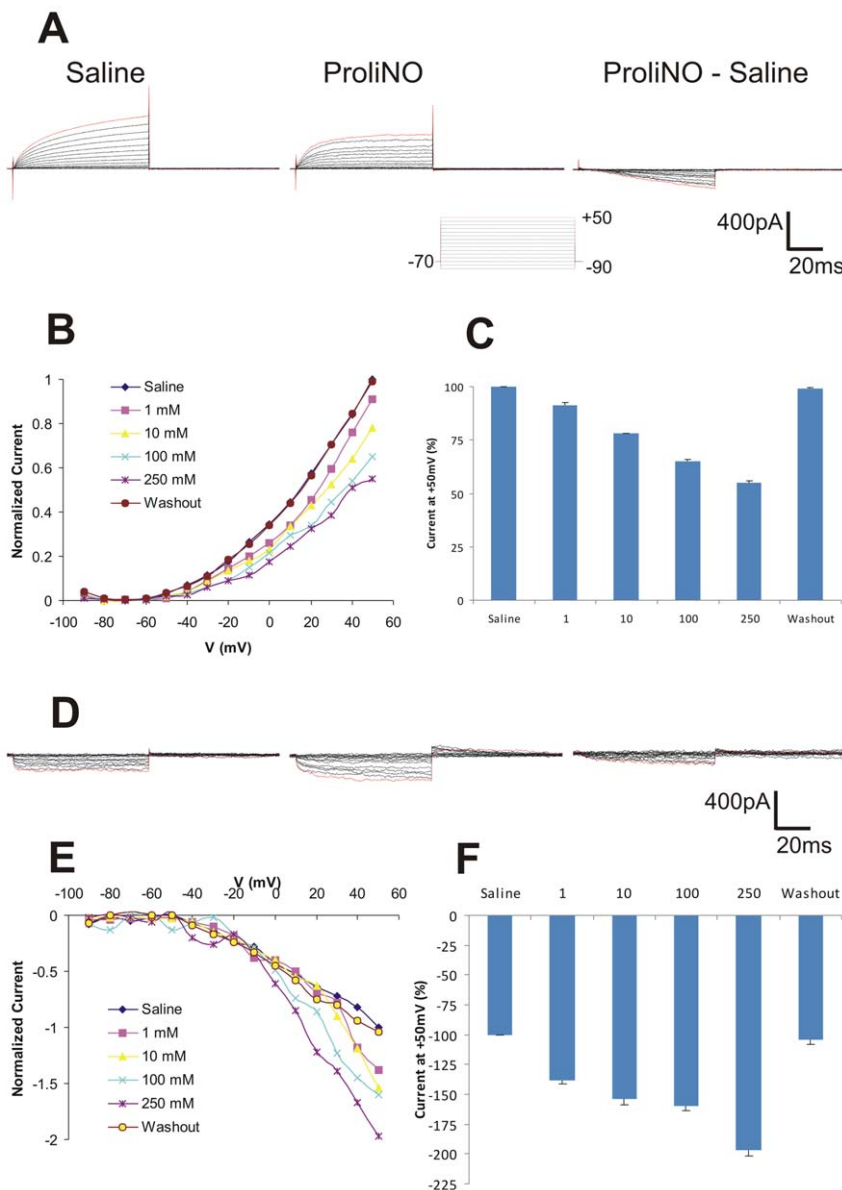 A
Saline
ProliNO
ProliNO - Saline
+50
-70
-90
400pA
20ms
B
1
0.8
0.6
0.4
0.2
0
Normalized Current
Saline
1 mM
10 mM
100 mM
250 mM
Washout
-100 -80 -60 -40 -20 0 20 40 60
V (mV)
C
100
75
50
25
0
Current at +50mV (%)
Saline 1 10 100 250 Washout
D
400pA
20ms
E
V (mV)
-100 -80 -60 -40 -20 0 20 40 60
0
-0.5
-1
-1.5
-2
Normalized Current
Saline
1 mM
10 mM
100 mM
250 mM
Washout
F
Saline 1 10 100 250 Washout
0
-25
-50
-75
-100
-125
-150
-175
-200
-225
Current at +50mV (%)